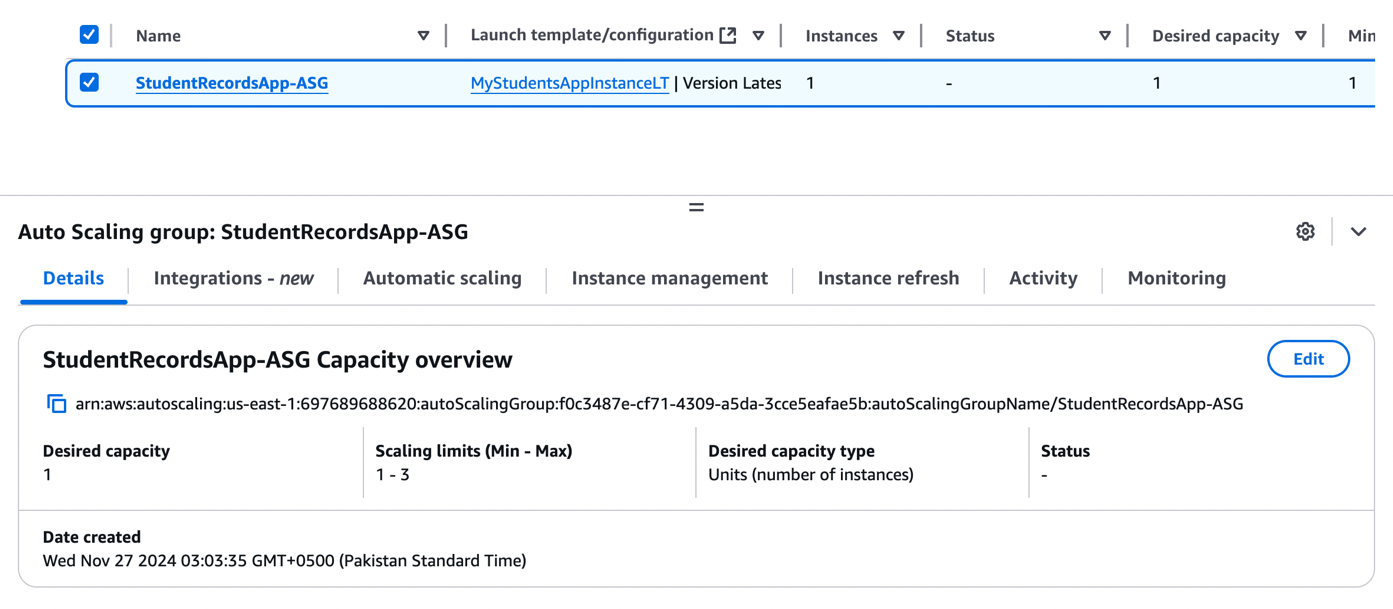 Name Launch template/configuration Instances Status Desired capacity Min
StudentRecordsApp-ASG MyStudentsAppInstanceLT | Version Lates 1 - 1 1
Auto Scaling group: StudentRecordsApp-ASG
Details Integrations - new Automatic scaling Instance management Instance refresh Activity Monitoring
StudentRecordsApp-ASG Capacity overview Edit
arn:aws:autoscaling:us-east-1:697689688620:autoScalingGroup:f0c3487e-cf71-4309-a5da-3cce5eafae5b:autoScalingGroupName/StudentRecordsApp-ASG
Desired capacity Scaling limits (Min - Max) Desired capacity type Status
1 1 - 3 Units (number of instances) -
Date created
Wed Nov 27 2024 03:03:35 GMT+0500 (Pakistan Standard Time)